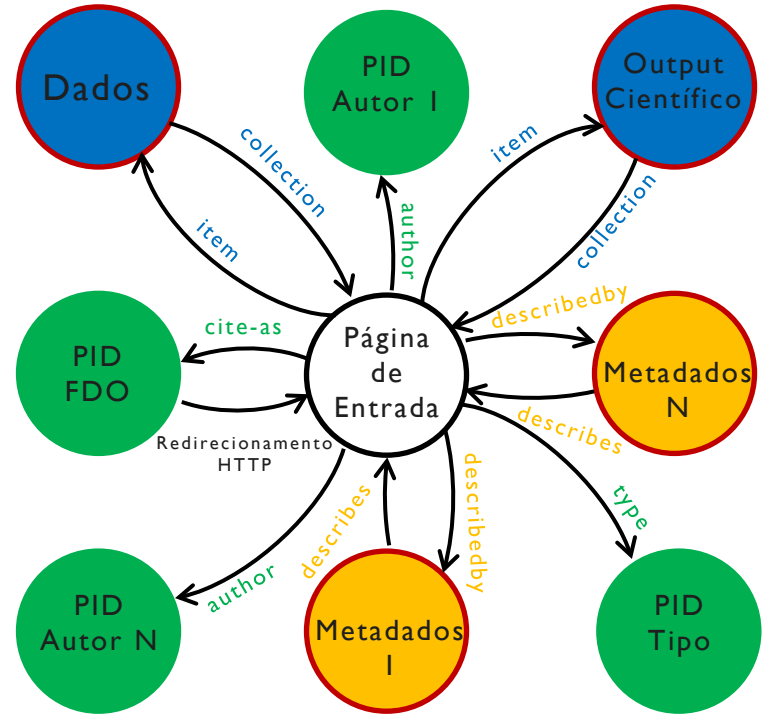 Dados
PID
Autor 1
Output
Científico
collection
item
author
item
collection
cite-as
PID
FDO
Redirecionamento
HTTP
Página
de
Entrada
describedby
Metadados
N
describes
type
describes
describedby
author
PID
Autor N
Metadados
1
PID
Tipo